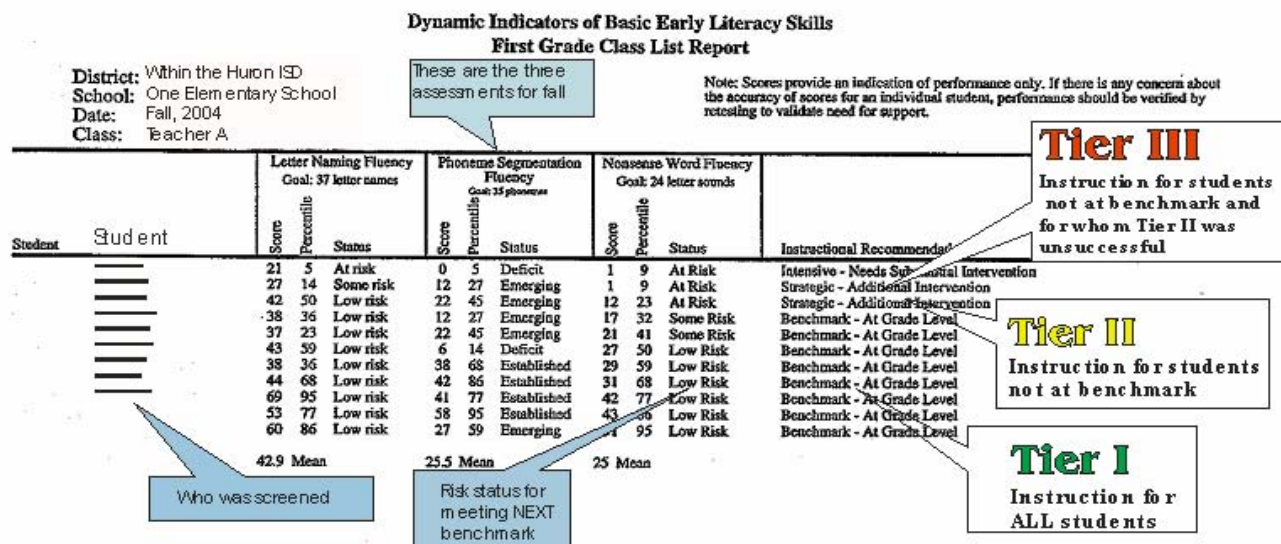 Dynamic Indicators of Basic Early Literacy Skills
First Grade Class List Report
District: Within the Huron ISD
School: One Elementary School
Date: Fall, 2004
Class: Teacher A
These are the three
assessments for fall
Note: Scores provide an indication of performance only. If there is any concern about
the accuracy of scores for an individual student, performance should be verified by
retesting to validate need for support.
Letter Naming Fluency
Goal: 37 letter names
Phoneme Segmentation
Fluency
Goal: 35 phonemes
Nonsense Word Fluency
Goal: 24 letter sounds
Student Student Score Percentile Status Score Percentile Status Score Percentile Status Instructional
21 5 At risk 0 5 Deficit 1 9 At Risk Intensive - Needs Substantial Intervention
27 14 Some risk 12 27 Emerging 1 9 At Risk Strategic - Additional Intervention
42 50 Low risk 22 45 Emerging 12 23 At Risk Strategic - Additional Intervention
38 36 Low risk 12 27 Emerging 17 32 Some Risk Benchmark - At Grade Level
37 23 Low risk 22 45 Emerging 21 41 Some Risk Benchmark - At Grade Level
43 59 Low risk 6 14 Deficit 27 50 Low Risk Benchmark - At Grade Level
38 36 Low risk 38 68 Established 29 59 Low Risk Benchmark - At Grade Level
44 68 Low risk 42 86 Established 31 68 Low Risk Benchmark - At Grade Level
69 95 Low risk 41 77 Established 42 77 Low Risk Benchmark - At Grade Level
53 77 Low risk 58 95 Established 43 Low Risk Benchmark - At Grade Level
60 86 Low risk 27 59 Emerging 95 Low Risk Benchmark - At Grade Level
42.9 Mean 25.5 Mean 25 Mean
Who was screened
Risk status for
meeting NEXT
benchmark
Tier III
Instruction for students
not at benchmark and
for whom Tier II was
unsuccessful
Tier II
Instruction for students
not at benchmark
Tier I
Instruction for
ALL students